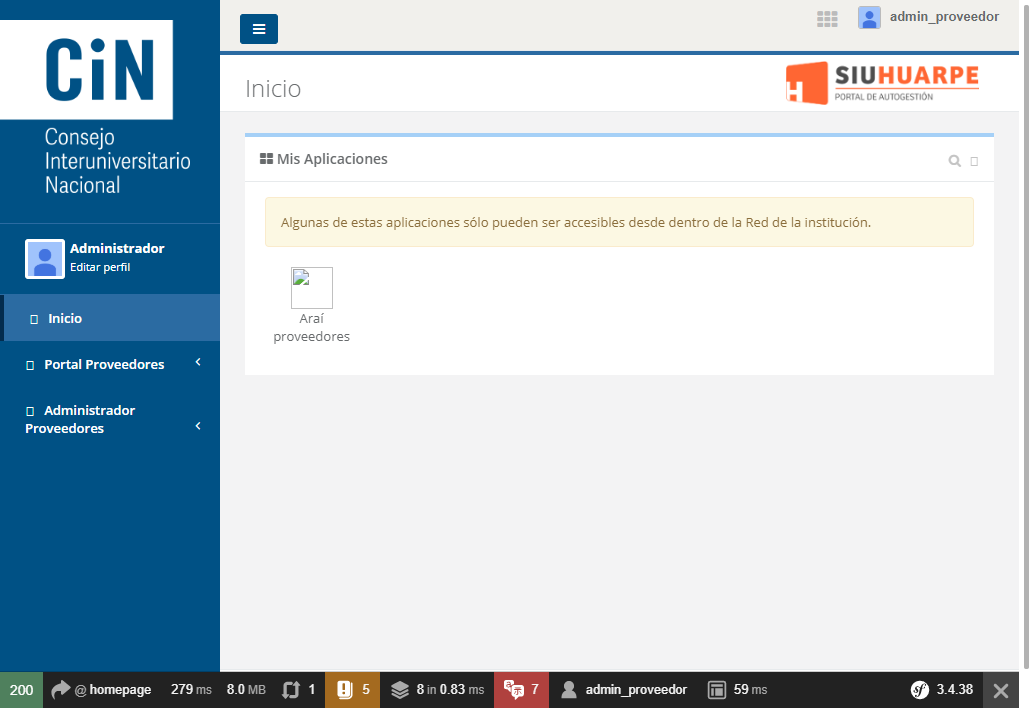 CiN
Consejo
Interuniversitario
Nacional
admin_proveedor
Inicio
SIUHUARPE
PORTAL DE AUTOGESTIÓN
Administrador
Editar perfil
Inicio
Portal Proveedores
Administrador
Proveedores
Mis Aplicaciones
Algunas de estas aplicaciones sólo pueden ser accesibles desde dentro de la Red de la institución.
Araí
proveedores
200 @ homepage 279 ms 8.0 MB 1 5 8 in 0.83 ms 7 admin_proveedor 59 ms sf 3.4.38